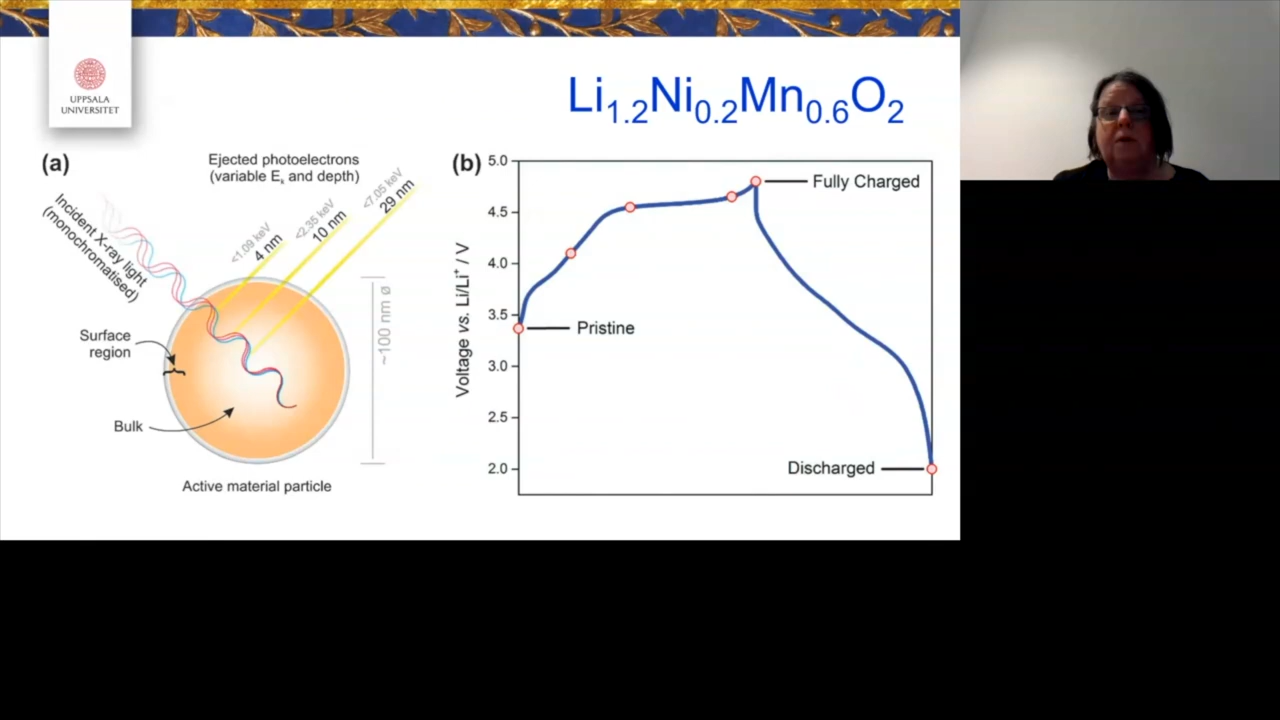 UPPSALA
UNIVERSITET
Li1.2Ni0.2Mn0.6O2
(a)
Ejected photoelectrons
(variable Ek and depth)
Incident X-ray light
(monochromatised)
<1.09 keV
4 nm
<2.35 keV
10 nm
<7.05 keV
29 nm
~100 nm ø
Surface
region
Bulk
Active material particle
(b)
Voltage vs. Li/Li+ / V
5.0
4.5
4.0
3.5
3.0
2.5
2.0
Fully Charged
Pristine
Discharged